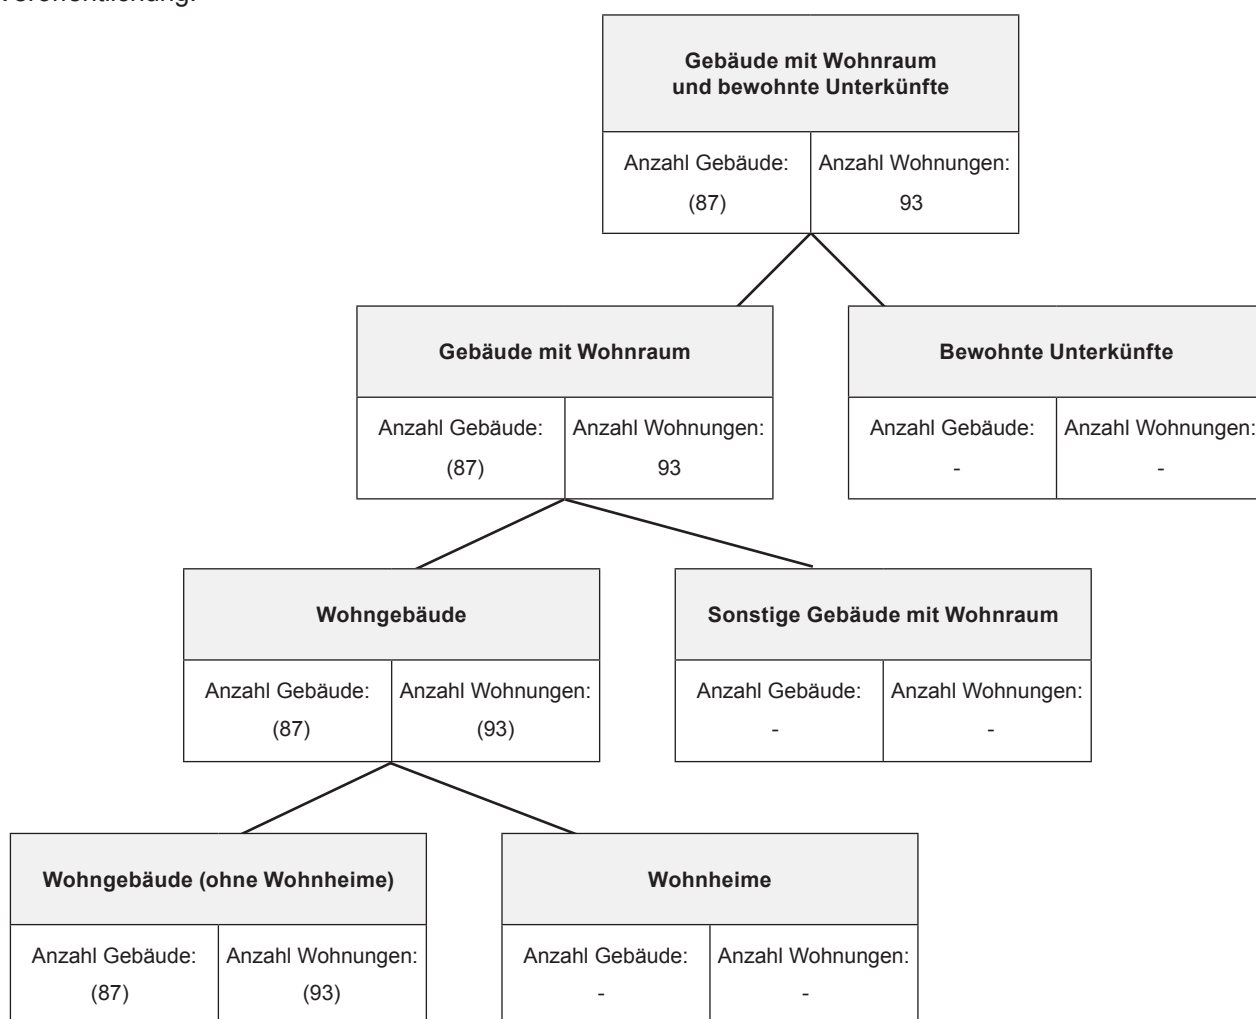 Veröffentlichung.
Gebäude mit Wohnraum
und bewohnte Unterkünfte
Anzahl Gebäude: Anzahl Wohnungen:
(87) 93
Gebäude mit Wohnraum
Anzahl Gebäude: Anzahl Wohnungen:
(87) 93
Bewohnte Unterkünfte
Anzahl Gebäude: Anzahl Wohnungen:
- -
Wohngebäude
Anzahl Gebäude: Anzahl Wohnungen:
(87) (93)
Sonstige Gebäude mit Wohnraum
Anzahl Gebäude: Anzahl Wohnungen:
- -
Wohngebäude (ohne Wohnheime)
Anzahl Gebäude: Anzahl Wohnungen:
(87) (93)
Wohnheime
Anzahl Gebäude: Anzahl Wohnungen:
- -